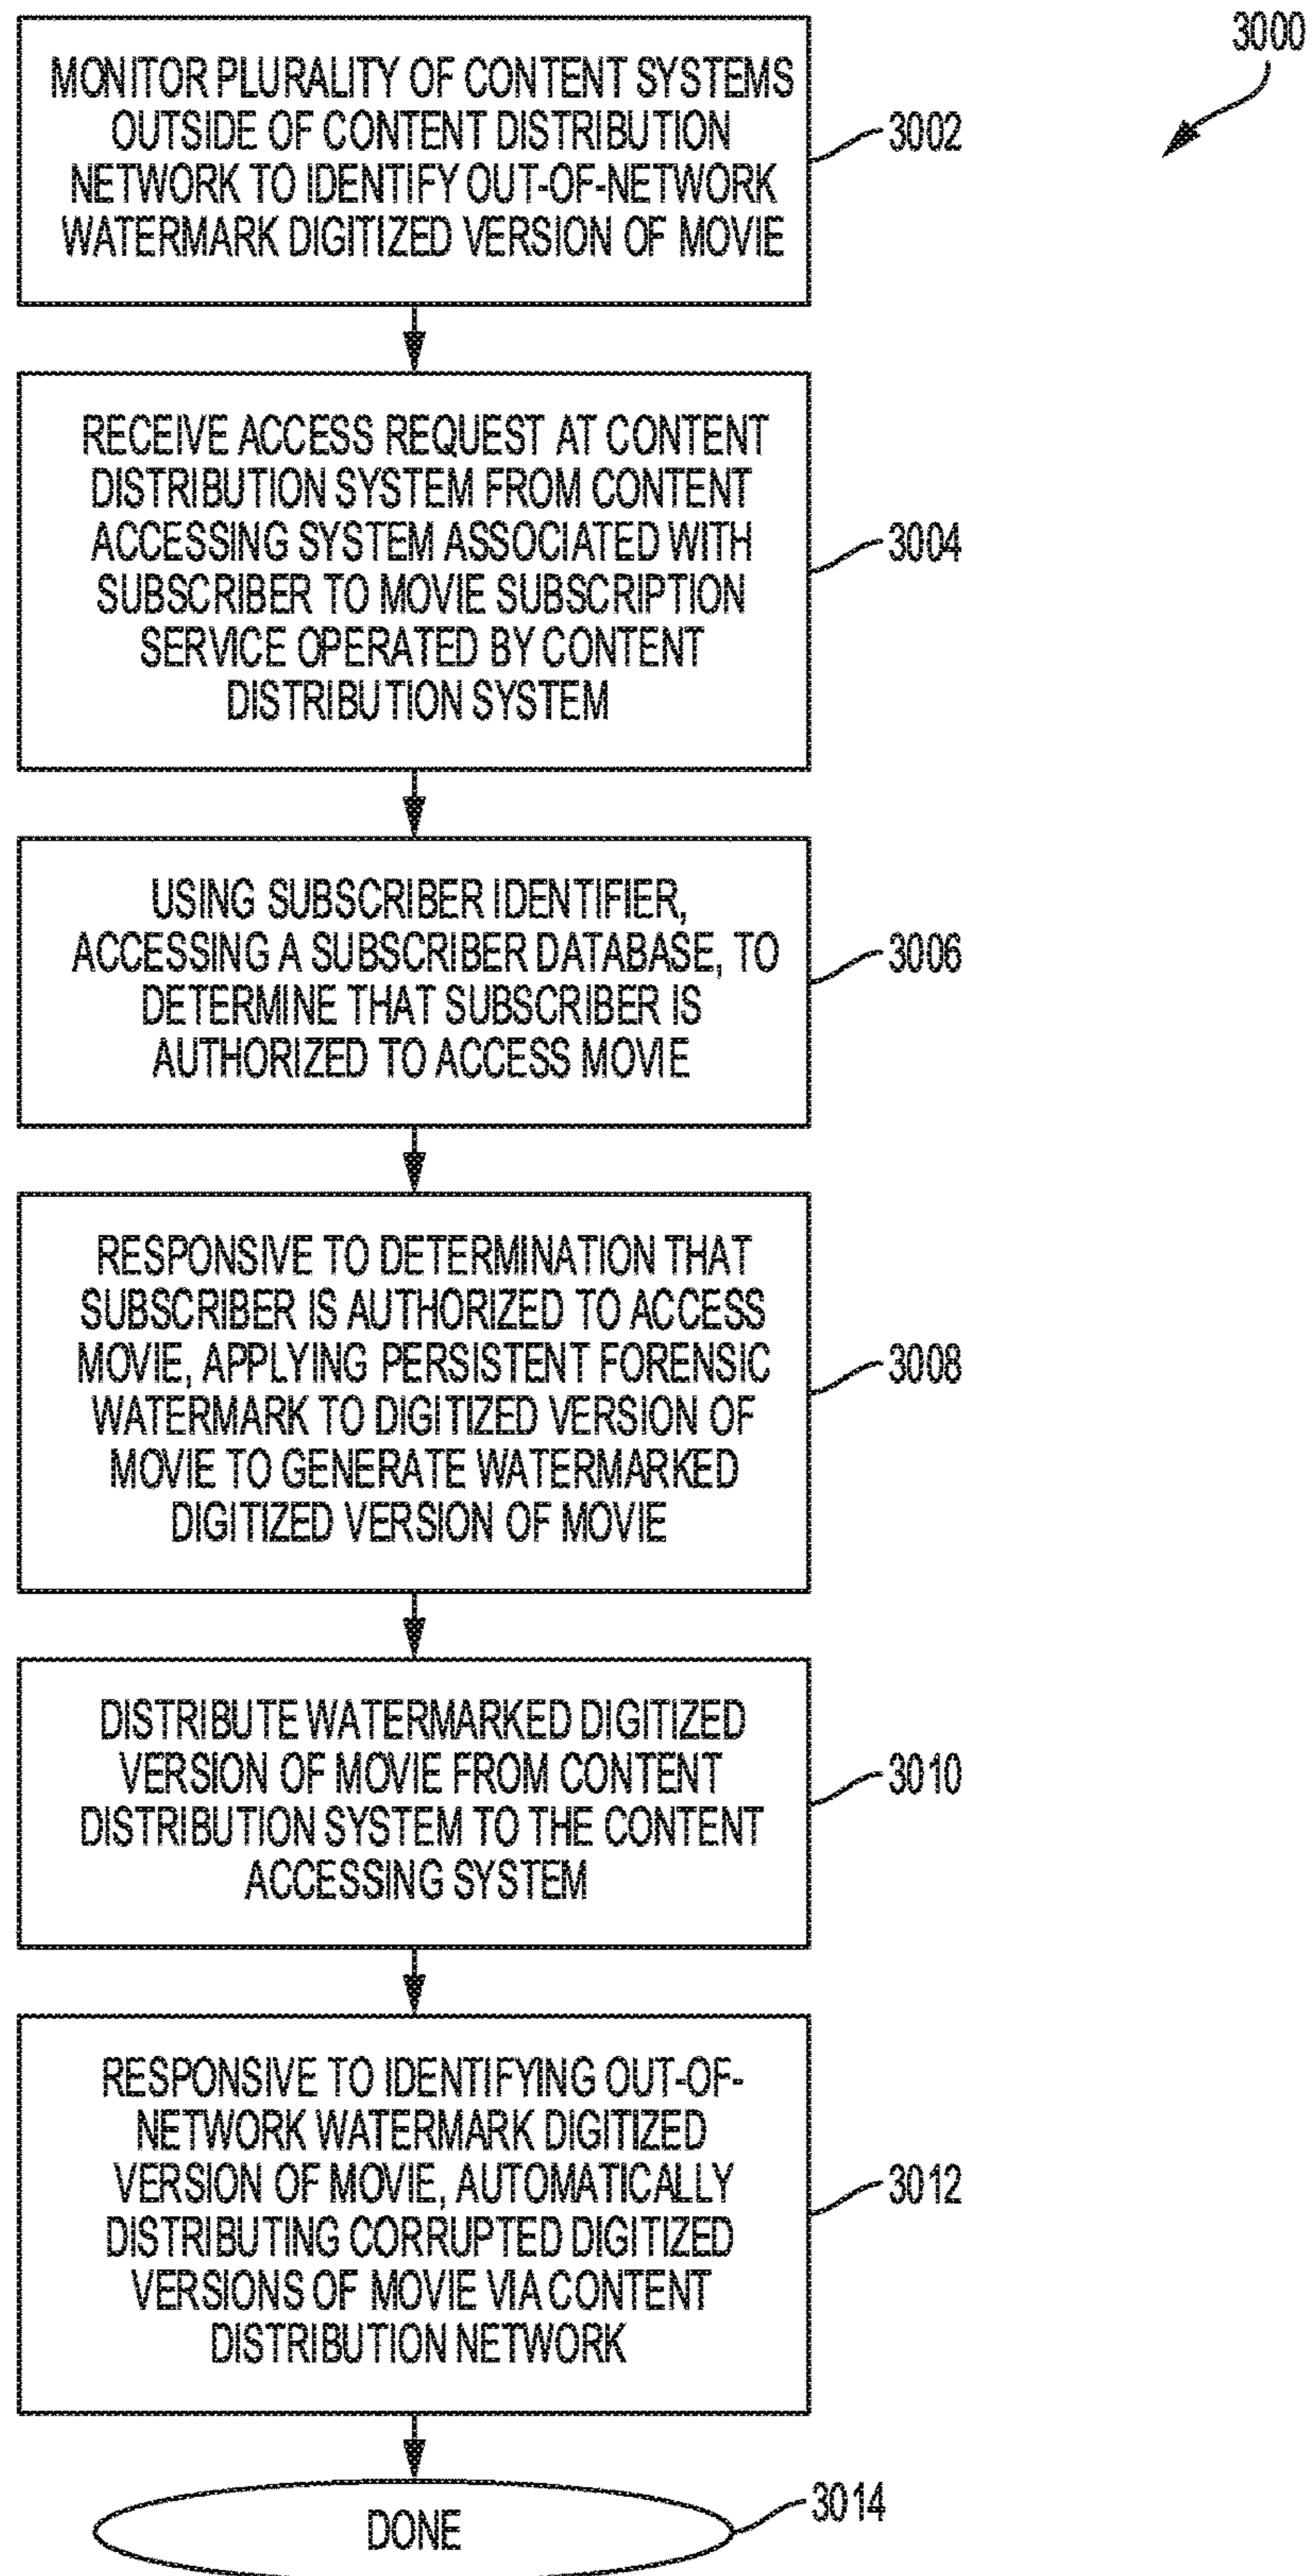 3000
MONITOR PLURALITY OF CONTENT SYSTEMS
OUTSIDE OF CONTENT DISTRIBUTION
NETWORK TO IDENTIFY OUT-OF-NETWORK
WATERMARK DIGITIZED VERSION OF MOVIE
3002
RECEIVE ACCESS REQUEST AT CONTENT
DISTRIBUTION SYSTEM FROM CONTENT
ACCESSING SYSTEM ASSOCIATED WITH
SUBSCRIBER TO MOVIE SUBSCRIPTION
SERVICE OPERATED BY CONTENT
DISTRIBUTION SYSTEM
3004
USING SUBSCRIBER IDENTIFIER,
ACCESSING A SUBSCRIBER DATABASE, TO
DETERMINE THAT SUBSCRIBER IS
AUTHORIZED TO ACCESS MOVIE
3006
RESPONSIVE TO DETERMINATION THAT
SUBSCRIBER IS AUTHORIZED TO ACCESS
MOVIE, APPLYING PERSISTENT FORENSIC
WATERMARK TO DIGITIZED VERSION OF
MOVIE TO GENERATE WATERMARKED
DIGITIZED VERSION OF MOVIE
3008
DISTRIBUTE WATERMARKED DIGITIZED
VERSION OF MOVIE FROM CONTENT
DISTRIBUTION SYSTEM TO THE CONTENT
ACCESSING SYSTEM
3010
RESPONSIVE TO IDENTIFYING OUT-OF-
NETWORK WATERMARK DIGITIZED
VERSION OF MOVIE, AUTOMATICALLY
DISTRIBUTING CORRUPTED DIGITIZED
VERSIONS OF MOVIE VIA CONTENT
DISTRIBUTION NETWORK
3012
DONE
3014